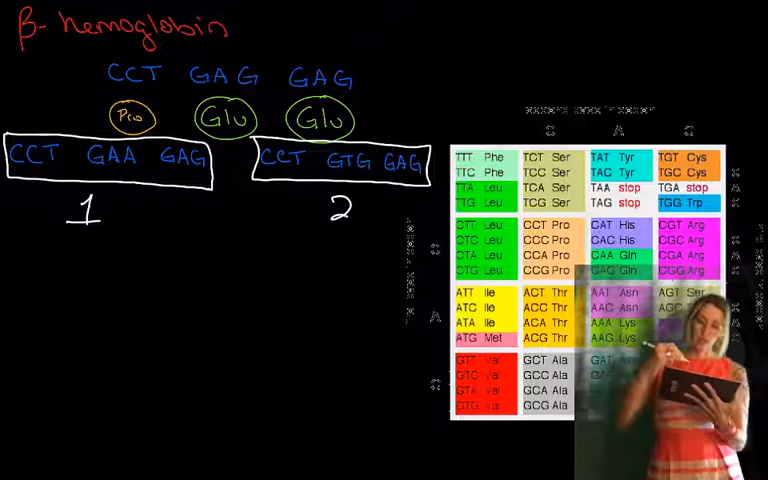 β-hemoglobin
CCT GAG GAG
Pro Glu Glu
CCT GAA GAG
CCT GTG GAG
1
2
TTT Phe TCT Ser TAT Tyr TGT Cys
TTC Phe TCC Ser TAC Tyr TGC Cys
TTA Leu TCA Ser TAA stop TGA stop
TTG Leu TCG Ser TAG stop TGG Trp
CTT Leu CCT Pro CAT His CGT Arg
CTC Leu CCC Pro CAC His CGC Arg
CTA Leu CCA Pro CAA Gln CGA Arg
CTG Leu CCG Pro CAG Gln CGG Arg
ATT Ile ACT Thr AAT Asn AGT Ser
ATC Ile ACC Thr AAC Asn AGC
ATA Ile ACA Thr AAA Lys
ATG Met ACG Thr AAG Lys
GTT Val GCT Ala GAT
GTC Val GCC Ala
GTA Val GCA Ala
GTG Val GCG Ala